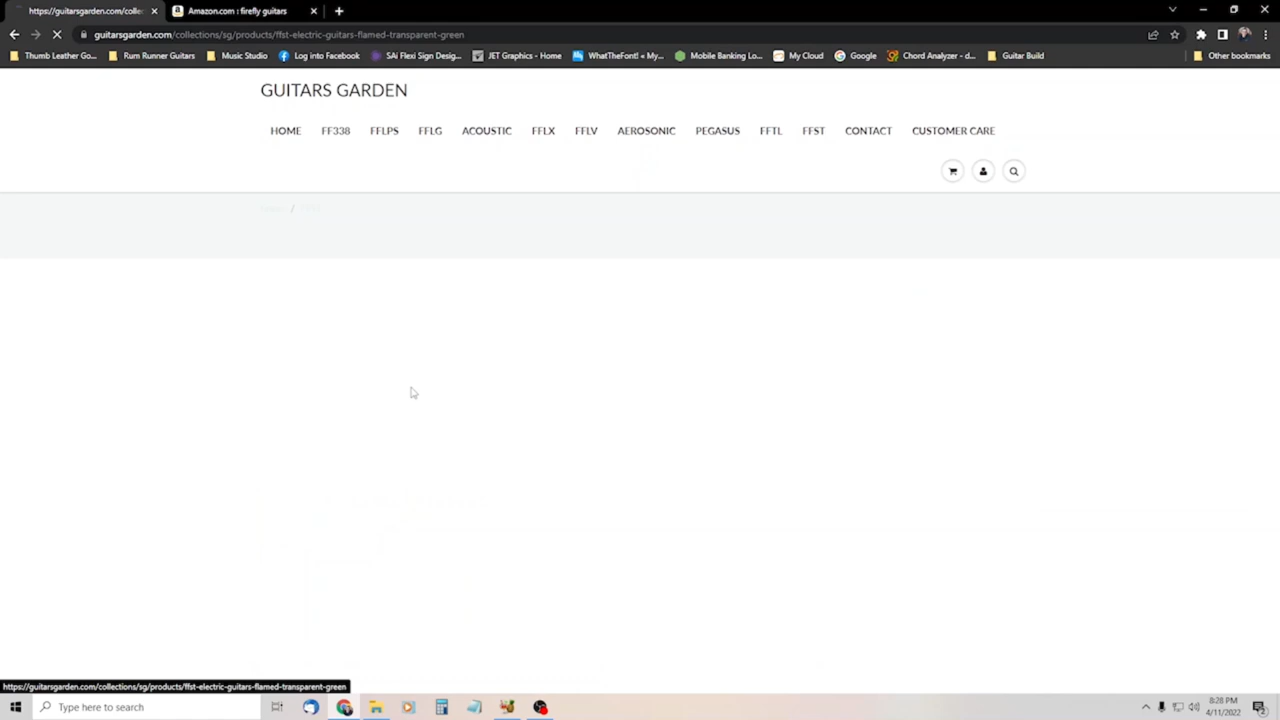 https://guitarsgarden.com/collec
Amazon.com : firefly guitars
guitarsgarden.com/collections/sg/products/ffst-electric-guitars-flamed-transparent-green
Thumb Leather Go...
Rum Runner Guitars
Music Studio
Log into Facebook
SAi Flexi Sign Desig...
JET Graphics - Home
WhatTheFont! « My...
Mobile Banking Lo...
My Cloud
Google
Chord Analyzer - d...
Guitar Build
Other bookmarks
GUITARS GARDEN
HOME
FF338
FFLPS
FFLG
ACOUSTIC
FFLX
FFLV
AEROSONIC
PEGASUS
FFTL
FFST
CONTACT
CUSTOMER CARE
/
https://guitarsgarden.com/collections/sg/products/ffst-electric-guitars-flamed-transparent-green
Type here to search
8:28 PM
4/11/2022